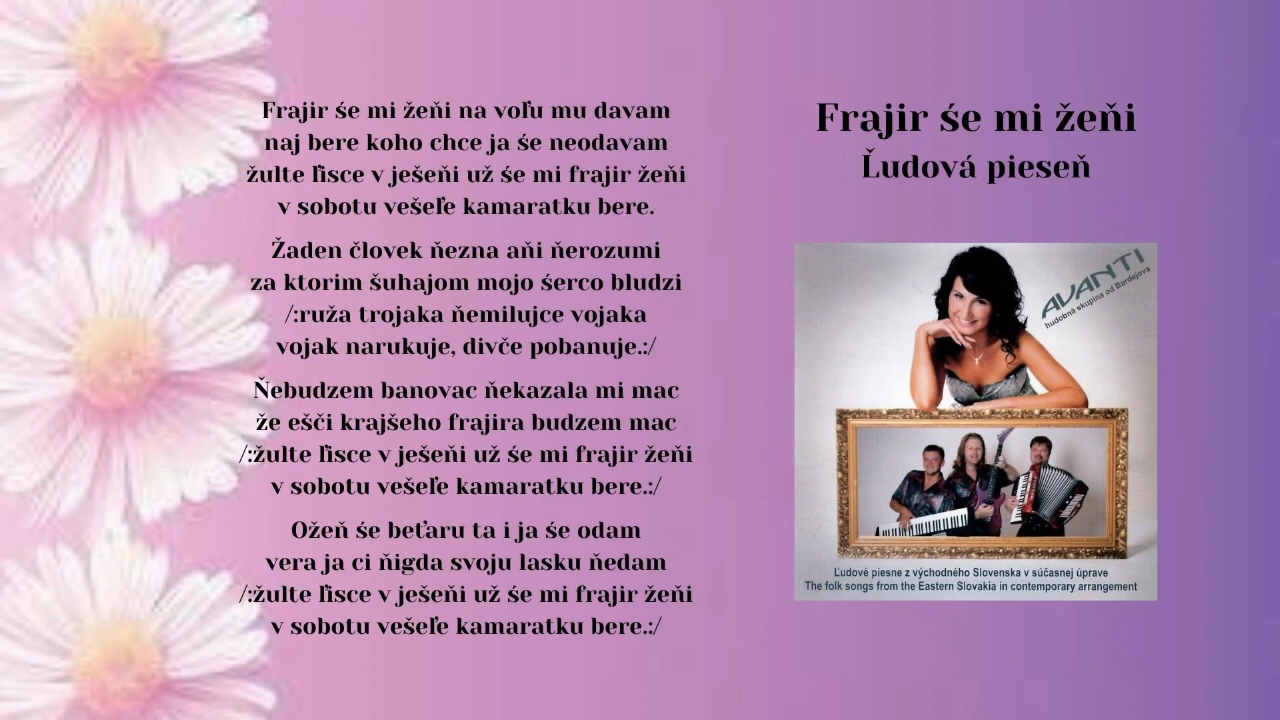 Frajir śe mi žeňi na voľu mu davam
naj bere koho chce ja śe neodavam
žulte ľisce v ješeňi už śe mi frajir žeňi
v sobotu vešeľe kamaratku bere.
Žaden človek ňezna aňi ňerozumi
za ktorim šuhajom mojo śerco bludzi
/:ruža trojaka ňemilujce vojaka
vojak narukuje, divče pobanuje.:/
Ňebudzem banovac ňekazala mi mac
že ešči krajšeho frajira budzem mac
/:žulte ľisce v ješeňi už śe mi frajir žeňi
v sobotu vešeľe kamaratku bere.:/
Ožeň śe beťaru ta i ja śe odam
vera ja ci ňigda svoju lasku ňedam
/:žulte ľisce v ješeňi už śe mi frajir žeňi
v sobotu vešeľe kamaratku bere.:/
Frajir śe mi žeňi
Ľudová pieseň
AVANTI
hudobná skupina od Bardejova
Ľudové piesne z východného Slovenska v súčasnej úprave
The folk songs from the Eastern Slovakia in contemporary arrangement